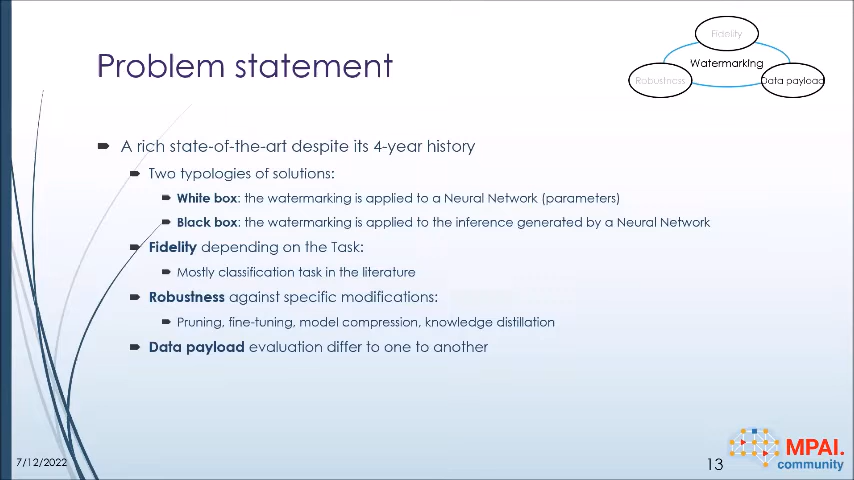 Problem statement
Fidelity
Watermarking
Robustness
Data payload
A rich state-of-the-art despite its 4-year history
Two typologies of solutions:
White box: the watermarking is applied to a Neural Network (parameters)
Black box: the watermarking is applied to the inference generated by a Neural Network
Fidelity depending on the Task:
Mostly classification task in the literature
Robustness against specific modifications:
Pruning, fine-tuning, model compression, knowledge distillation
Data payload evaluation differ to one to another
7/12/2022
13
MPAI.
community